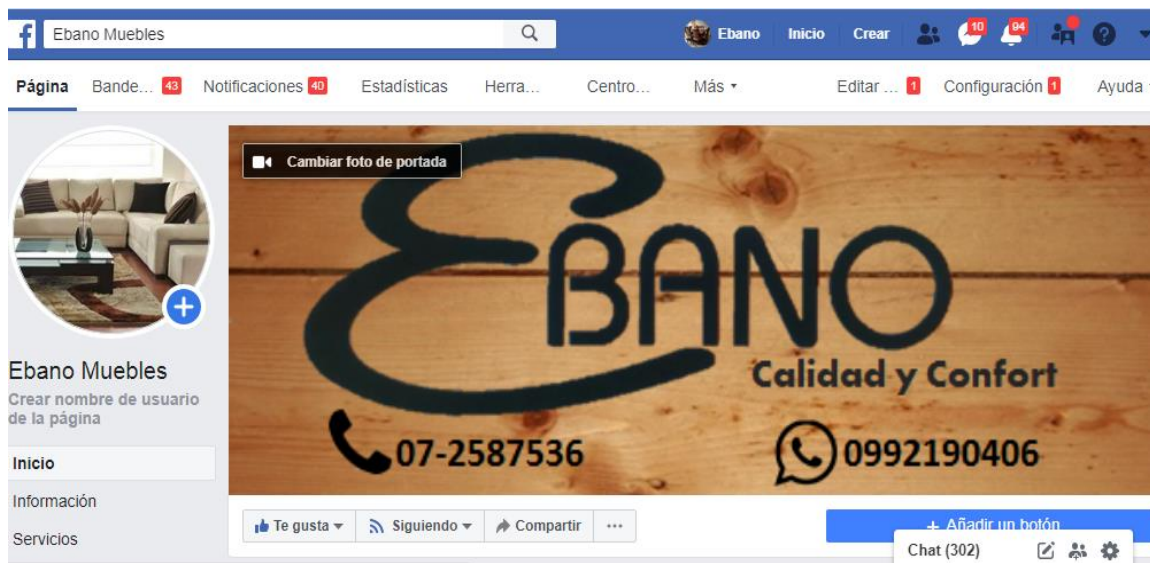 f Ebano Muebles Ebano Inicio Crear 10 94
Página Bande... 43 Notificaciones 40 Estadísticas Herra... Centro... Más Editar ... 1 Configuración 1 Ayuda
Cambiar foto de portada
EBANO
Calidad y Confort
07-2587536 0992190406
Ebano Muebles
Crear nombre de usuario
de la página
Inicio
Información
Servicios
Te gusta Siguiendo Compartir ...
+ Añadir un botón
Chat (302)